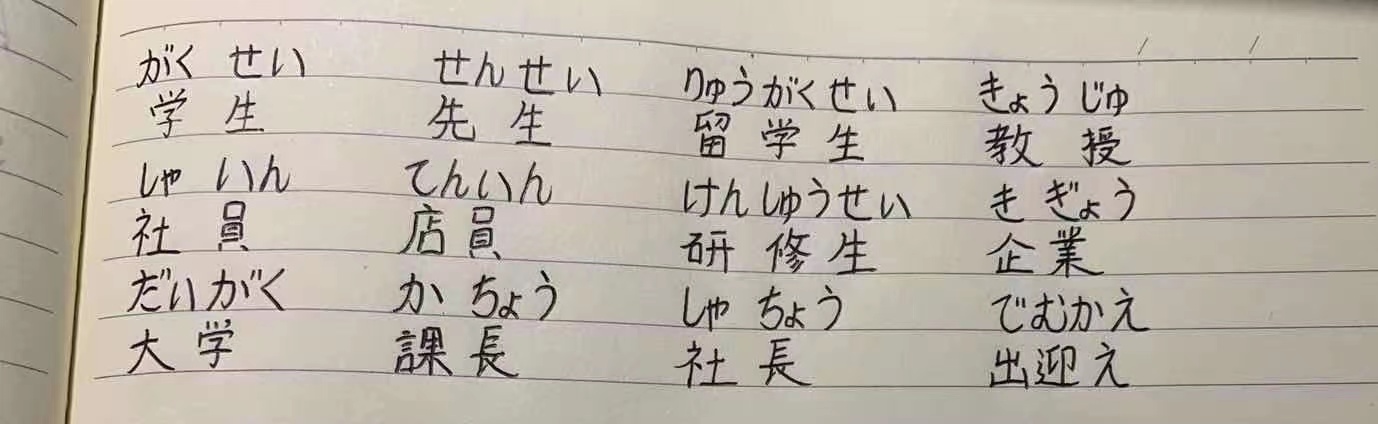 がくせい せんせい りゅうがくせい きょうじゅ
学生 先生 留学生 教授
しゃいん てんいん けんしゅうせい きぎょう
社員 店員 研修生 企業
だいがく かちょう しゃちょう でむかえ
大学 課長 社長 出迎え